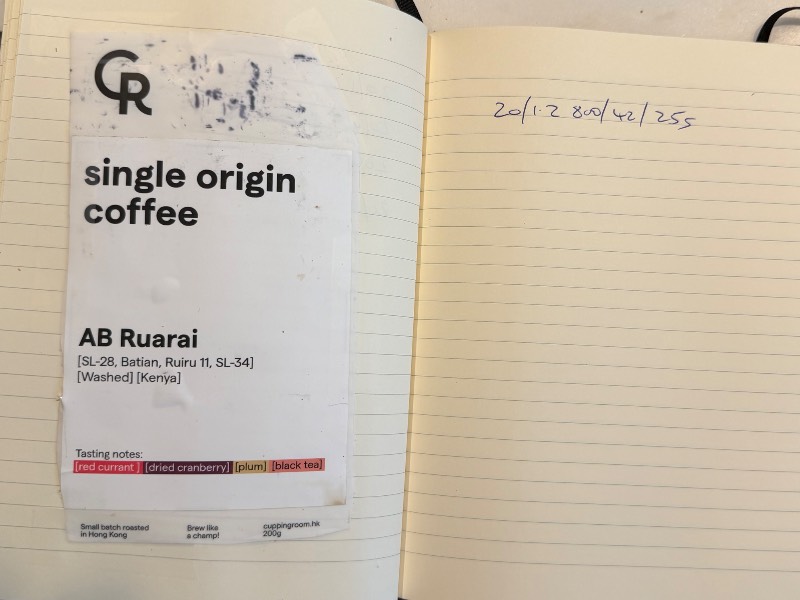 CR
single origin
coffee
AB Ruarai
[SL-28, Batian, Ruiru 11, SL-34]
[Washed] [Kenya]
Tasting notes:
[red currant] [dried cranberry] [plum] [black tea]
Small batch roasted
in Hong Kong
Brew like
a champ!
cuppingroom.hk
200g
20/1.2 800/42/255